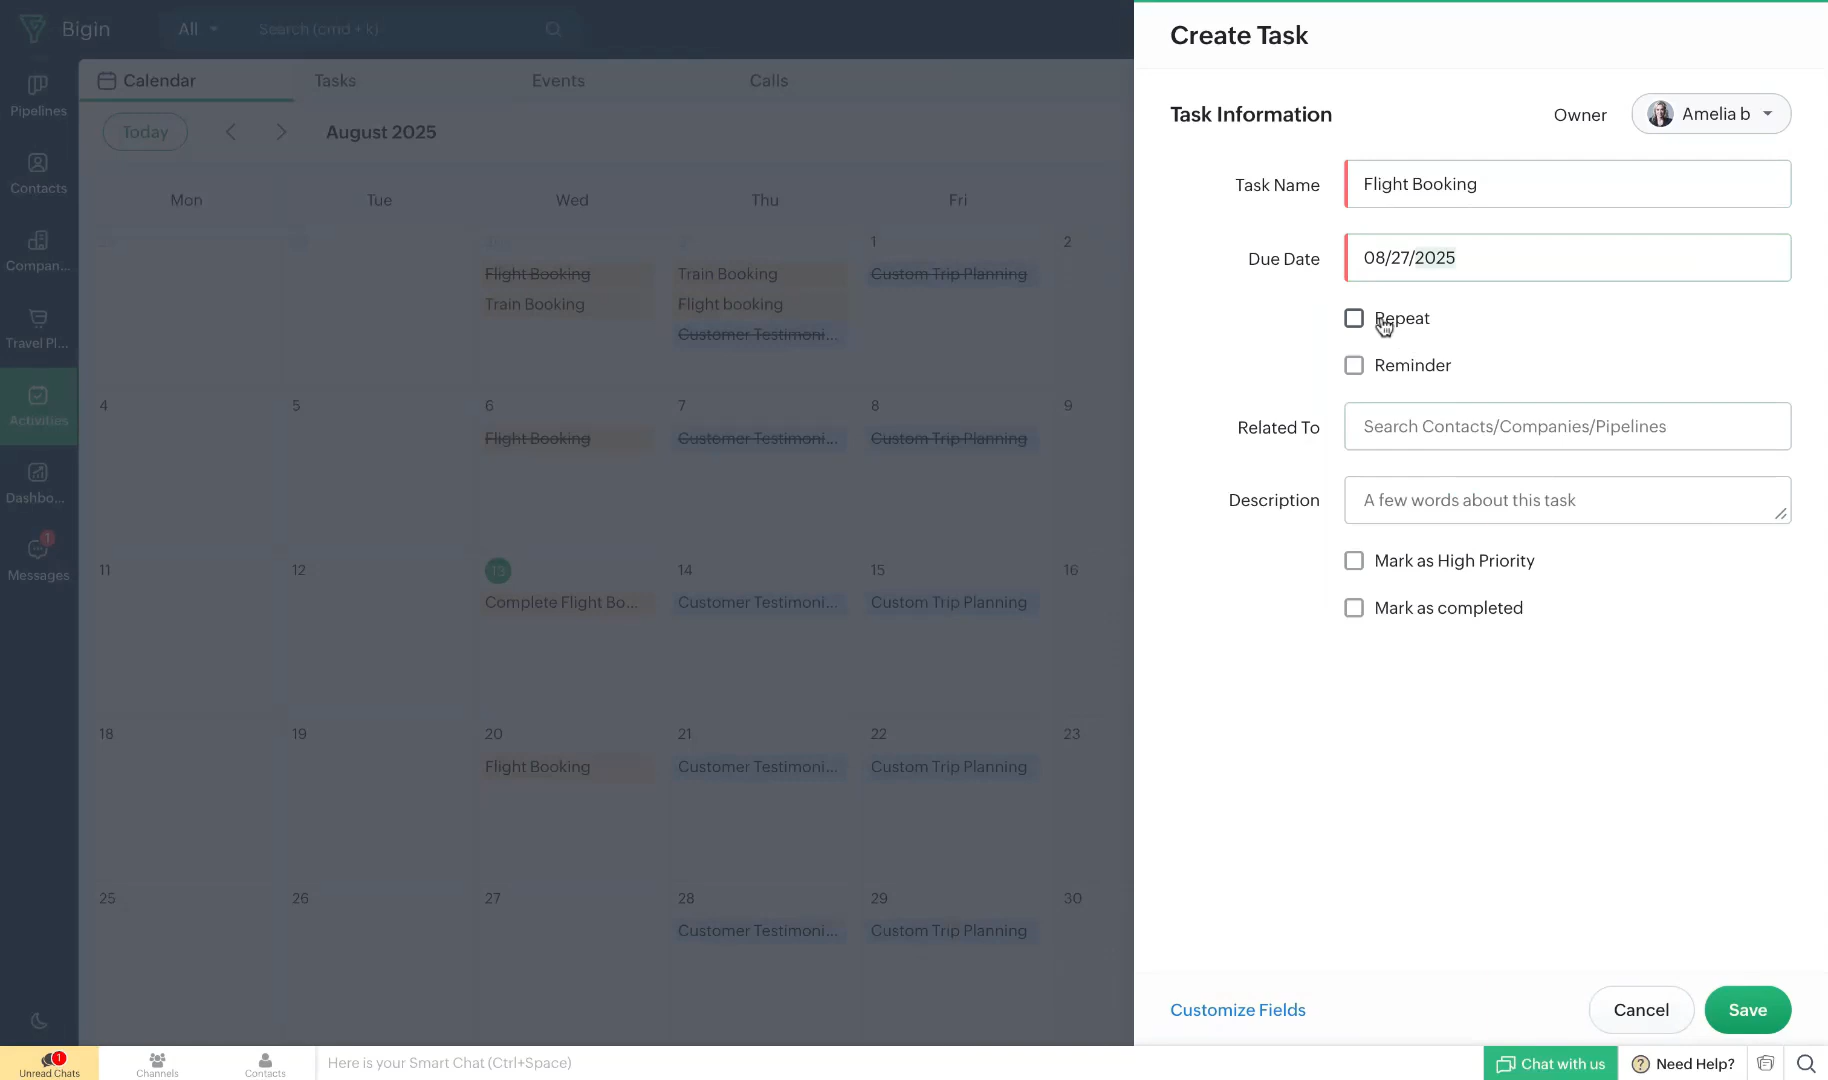 Bigin
All
Search (cmd + k)
Pipelines
Contacts
Compan...
Travel Pl...
Activities
Dashbo...
1
Messages
Calendar
Tasks
Events
Calls
Today
August 2025
Mon
Tue
Wed
Thu
Fri
1
2
Flight Booking
Train Booking
Custom Trip Planning
Train Booking
Flight booking
Customer Testimoni...
4
5
6
7
8
9
Flight Booking
Customer Testimoni...
Custom Trip Planning
11
12
13
14
15
16
Complete Flight Bo...
Customer Testimoni...
Custom Trip Planning
18
19
20
21
22
23
Flight Booking
Customer Testimoni...
Custom Trip Planning
25
26
27
28
29
30
Customer Testimoni...
Custom Trip Planning
Create Task
Task Information
Owner
Amelia b
Task Name
Flight Booking
Due Date
08/27/2025
Repeat
Reminder
Related To
Search Contacts/Companies/Pipelines
Description
A few words about this task
Mark as High Priority
Mark as completed
Customize Fields
Cancel
Save
1
Unread Chats
Channels
Contacts
Here is your Smart Chat (Ctrl+Space)
Chat with us
? Need Help?